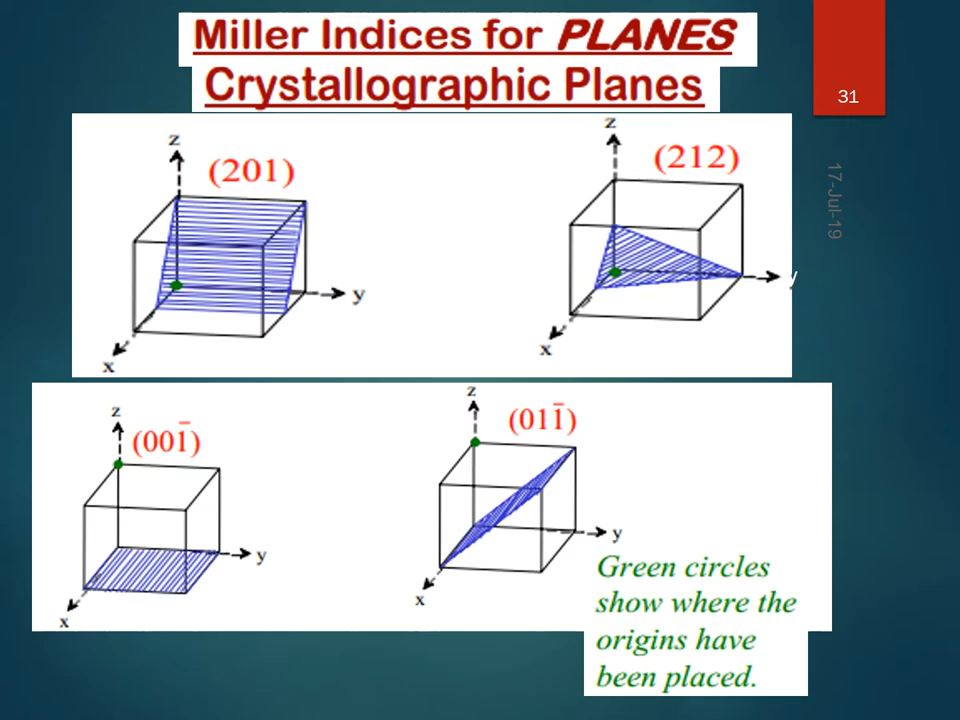 Miller Indices for PLANES
Crystallographic Planes
31
17-Jul-19
z
(201)
y
x
z
(212)
y
x
z
(001̄)
y
x
z
(011̄)
y
x
Green circles
show where the
origins have
been placed.